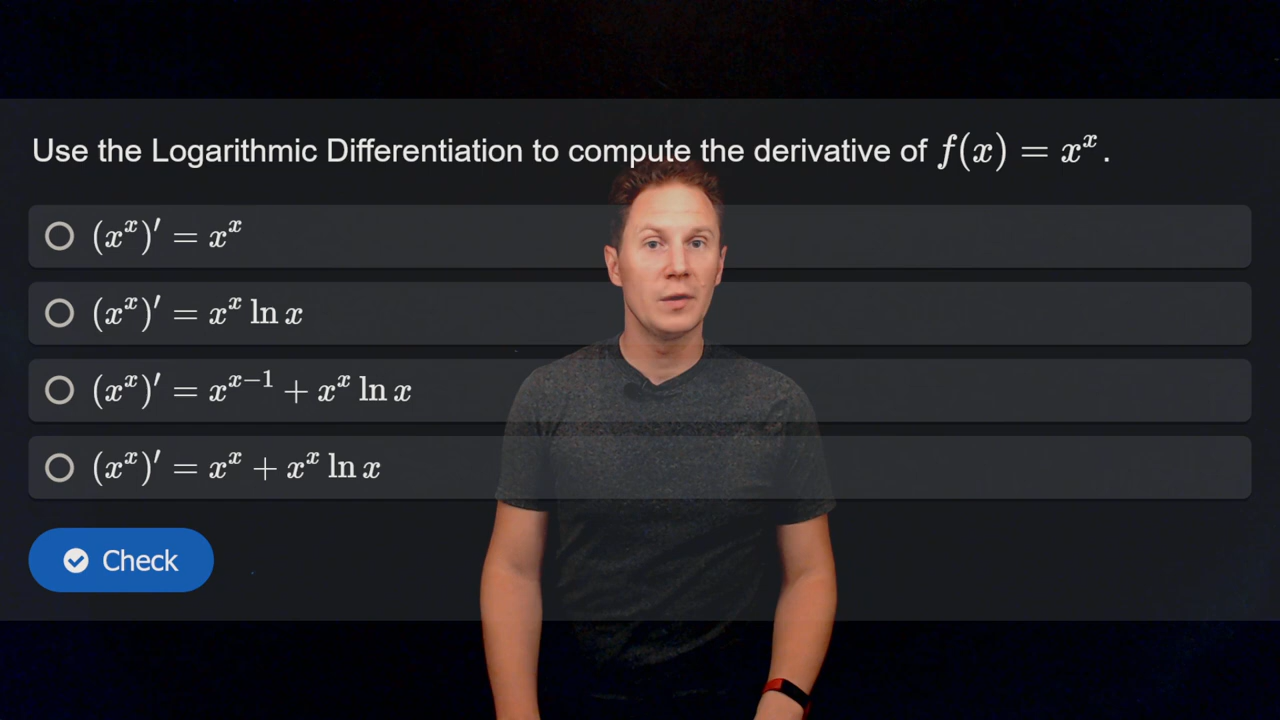 Use the Logarithmic Differentiation to compute the derivative of $f(x) = x^x$.
$(x^x)' = x^x$
$(x^x)' = x^x \ln x$
$(x^x)' = x^{x-1} + x^x \ln x$
$(x^x)' = x^x + x^x \ln x$
Check